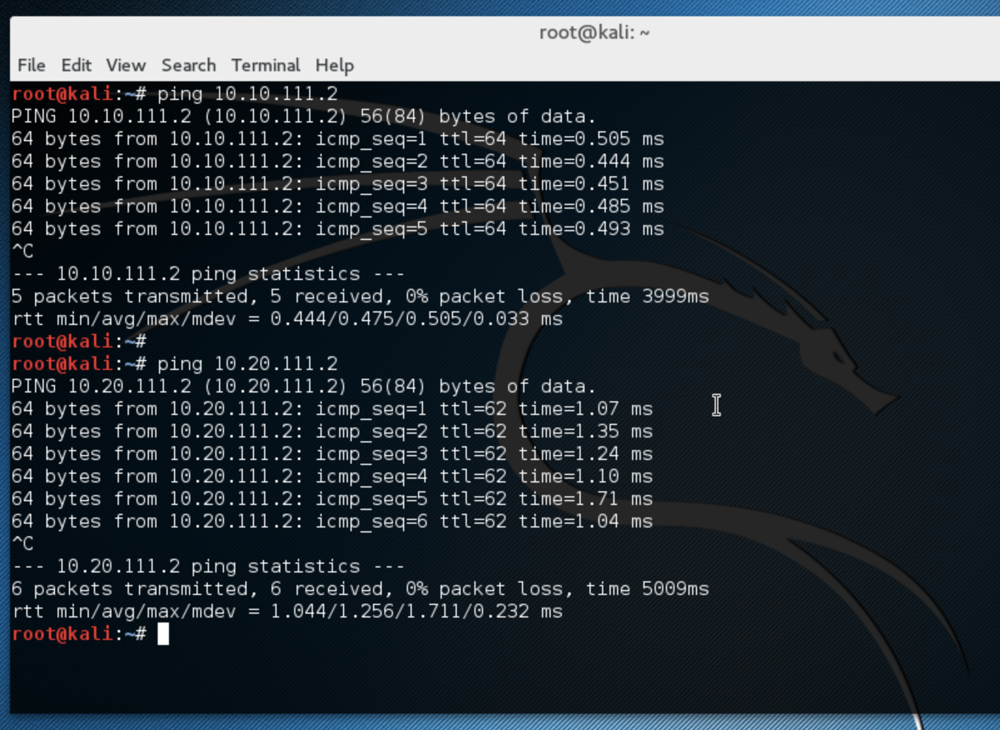 root@kali: ~
File Edit View Search Terminal Help
root@kali:~# ping 10.10.111.2
PING 10.10.111.2 (10.10.111.2) 56(84) bytes of data.
64 bytes from 10.10.111.2: icmp_seq=1 ttl=64 time=0.505 ms
64 bytes from 10.10.111.2: icmp_seq=2 ttl=64 time=0.444 ms
64 bytes from 10.10.111.2: icmp_seq=3 ttl=64 time=0.451 ms
64 bytes from 10.10.111.2: icmp_seq=4 ttl=64 time=0.485 ms
64 bytes from 10.10.111.2: icmp_seq=5 ttl=64 time=0.493 ms
^C
--- 10.10.111.2 ping statistics ---
5 packets transmitted, 5 received, 0% packet loss, time 3999ms
rtt min/avg/max/mdev = 0.444/0.475/0.505/0.033 ms
root@kali:~#
root@kali:~# ping 10.20.111.2
PING 10.20.111.2 (10.20.111.2) 56(84) bytes of data.
64 bytes from 10.20.111.2: icmp_seq=1 ttl=62 time=1.07 ms
64 bytes from 10.20.111.2: icmp_seq=2 ttl=62 time=1.35 ms
64 bytes from 10.20.111.2: icmp_seq=3 ttl=62 time=1.24 ms
64 bytes from 10.20.111.2: icmp_seq=4 ttl=62 time=1.10 ms
64 bytes from 10.20.111.2: icmp_seq=5 ttl=62 time=1.71 ms
64 bytes from 10.20.111.2: icmp_seq=6 ttl=62 time=1.04 ms
^C
--- 10.20.111.2 ping statistics ---
6 packets transmitted, 6 received, 0% packet loss, time 5009ms
rtt min/avg/max/mdev = 1.044/1.256/1.711/0.232 ms
root@kali:~#